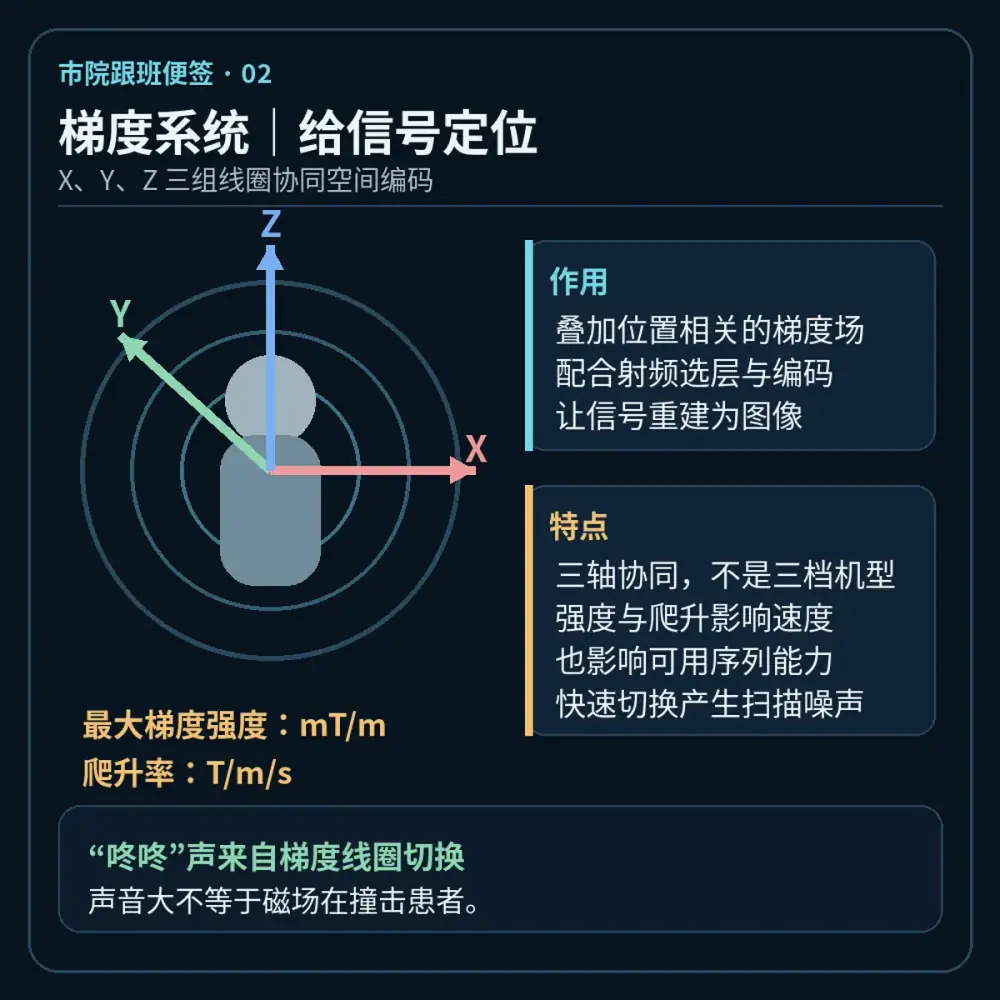 市院跟班便签 · 02
梯度系统｜给信号定位
X、Y、Z 三组线圈协同空间编码
Z
Y
X
作用
叠加位置相关的梯度场
配合射频选层与编码
让信号重建为图像
特点
三轴协同，不是三档机型
强度与爬升影响速度
也影响可用序列能力
快速切换产生扫描噪声
最大梯度强度：mT/m
爬升率：T/m/s
“咚咚”声来自梯度线圈切换
声音大不等于磁场在撞击患者。